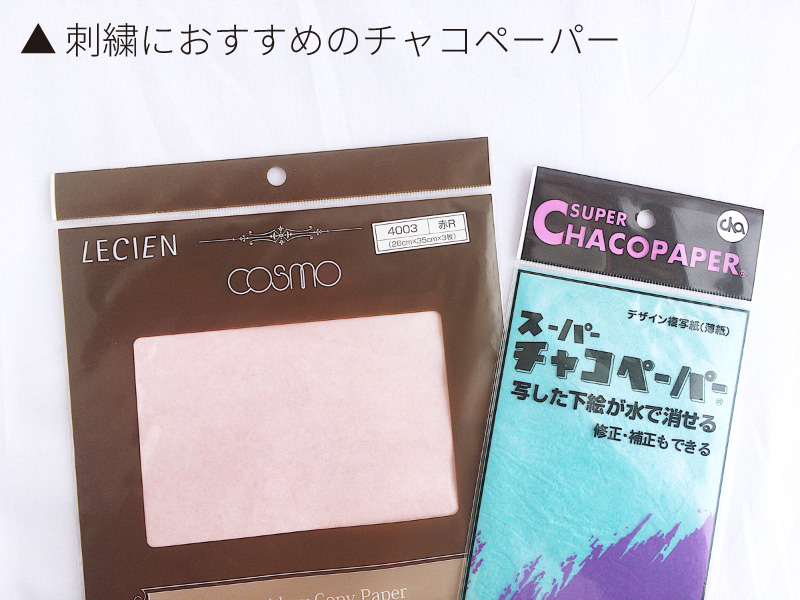 ▲刺繍におすすめのチャコペーパー
LECIEN
4003 赤R
(26cm×35cm×3枚)
COSMO
Copy Paper
SUPER
CHACOPAPER®
cka
デザイン複写紙(薄紙)
スーパー
チャコペーパー®
写した下絵が水で消せる
修正・補正もできる